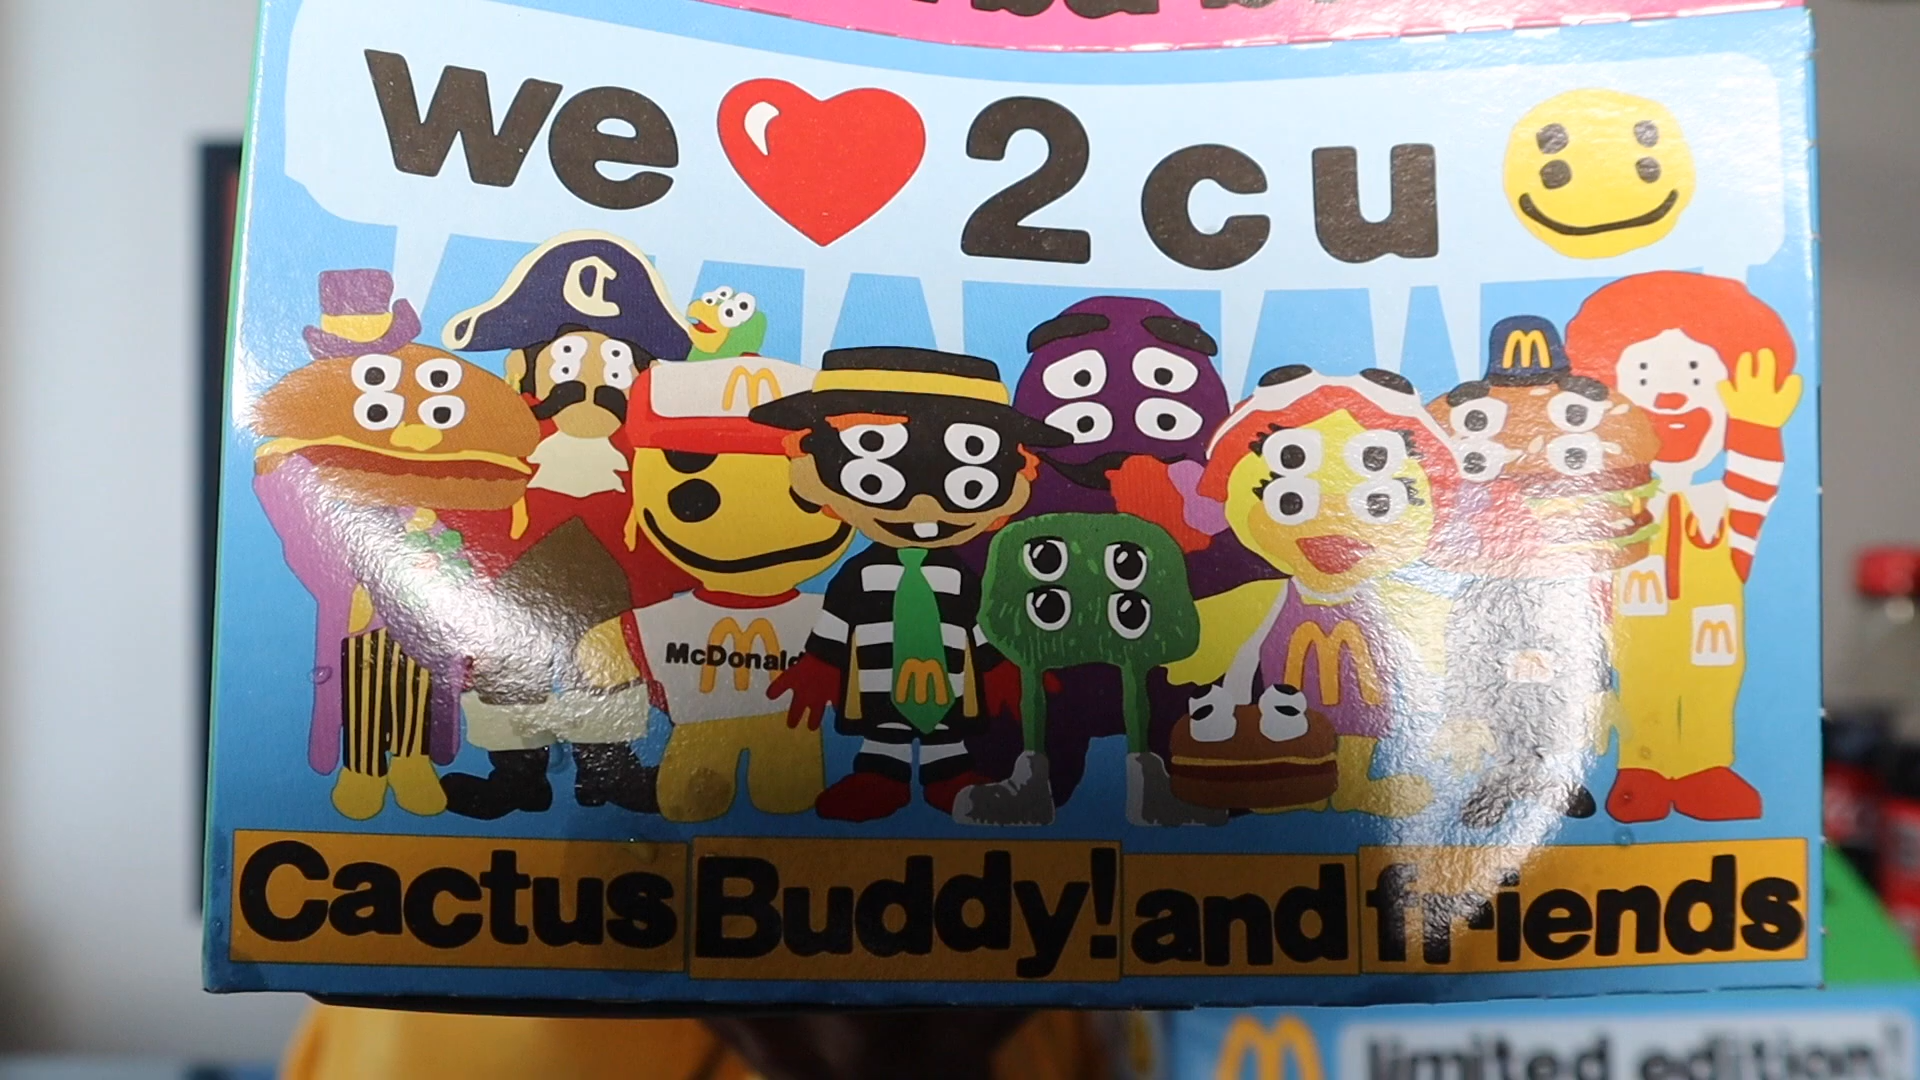 we ❤ 2 c u
C
McDonald
Cactus Buddy! and friends
limited edition!